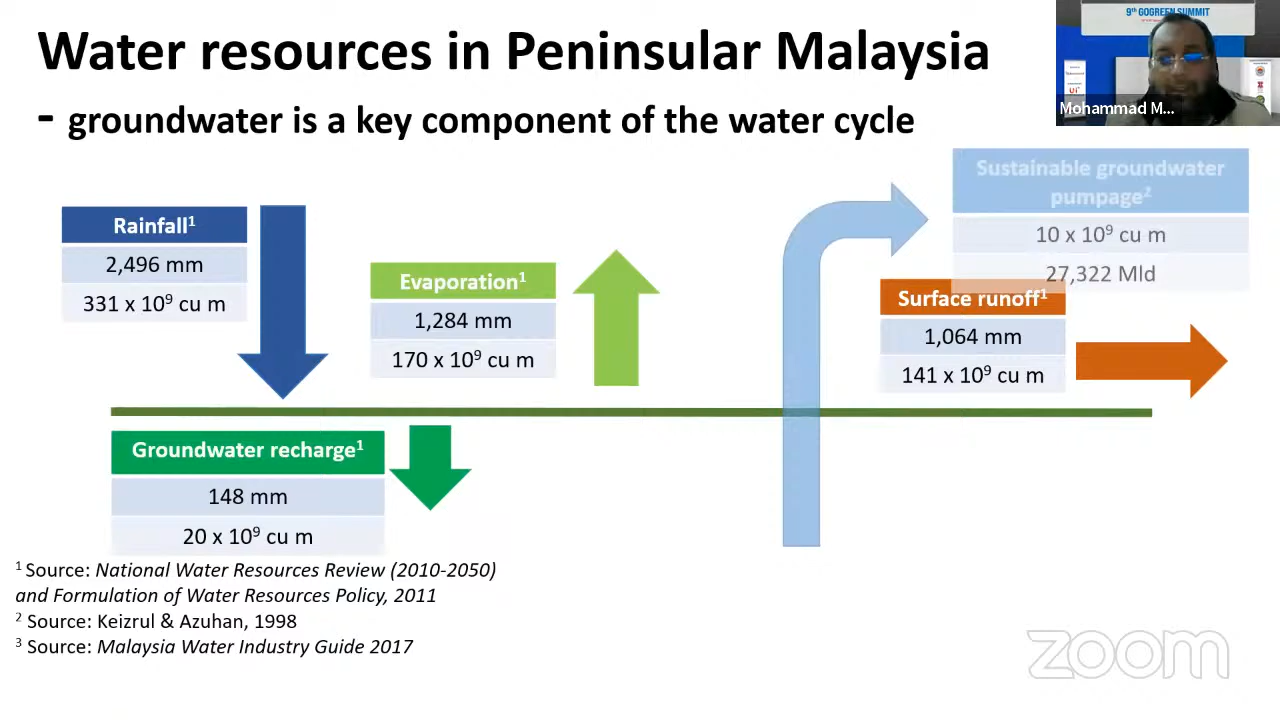 Water resources in Peninsular Malaysia
- groundwater is a key component of the water cycle
9th GOGREEN SUMMIT
Mohammad M...
Sustainable groundwater
pumpage²
10 x 10⁹ cu m
27,322 Mld
Rainfall¹
2,496 mm
331 x 10⁹ cu m
Evaporation¹
1,284 mm
170 x 10⁹ cu m
Surface runoff¹
1,064 mm
141 x 10⁹ cu m
Groundwater recharge¹
148 mm
20 x 10⁹ cu m
¹ Source: National Water Resources Review (2010-2050)
and Formulation of Water Resources Policy, 2011
² Source: Keizrul & Azuhan, 1998
³ Source: Malaysia Water Industry Guide 2017
zoom